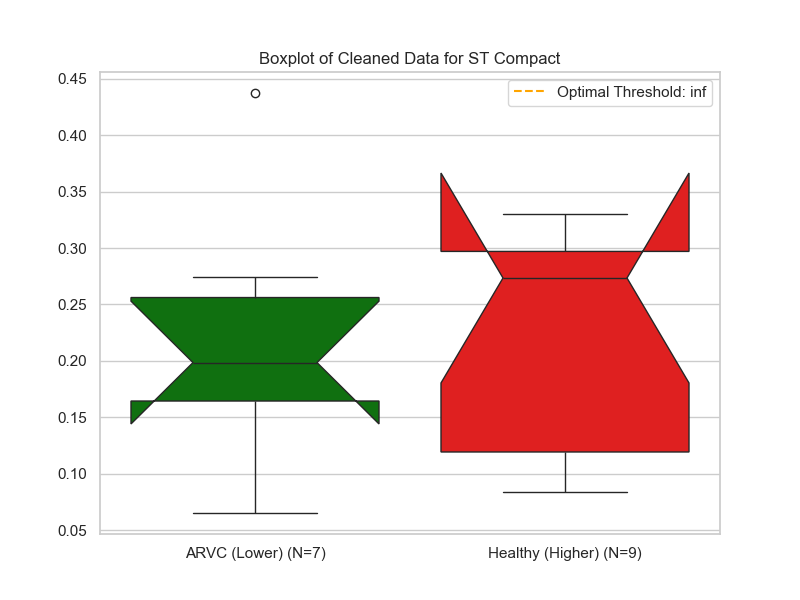 Boxplot of Cleaned Data for ST Compact
Optimal Threshold: inf
0.45
0.40
0.35
0.30
0.25
0.20
0.15
0.10
0.05
ARVC (Lower) (N=7)
Healthy (Higher) (N=9)